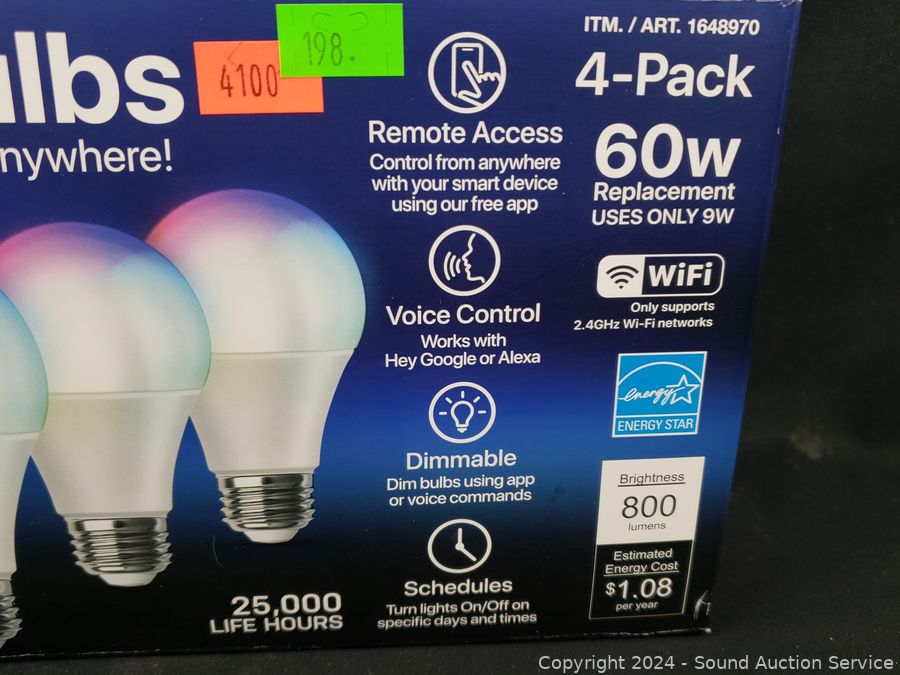 ulbs
nywhere!
4100
198.
Remote Access
Control from anywhere
with your smart device
using our free app
Voice Control
Works with
Hey Google or Alexa
Dimmable
Dim bulbs using app
or voice commands
Schedules
Turn lights On/Off on
specific days and times
25,000
LIFE HOURS
ITM. / ART. 1648970
4-Pack
60w
Replacement
USES ONLY 9W
WiFi
Only supports
2.4GHz Wi-Fi networks
energy
ENERGY STAR
Brightness
800
lumens
Estimated
Energy Cost
$1.08
per year
Copyright 2024 - Sound Auction Service